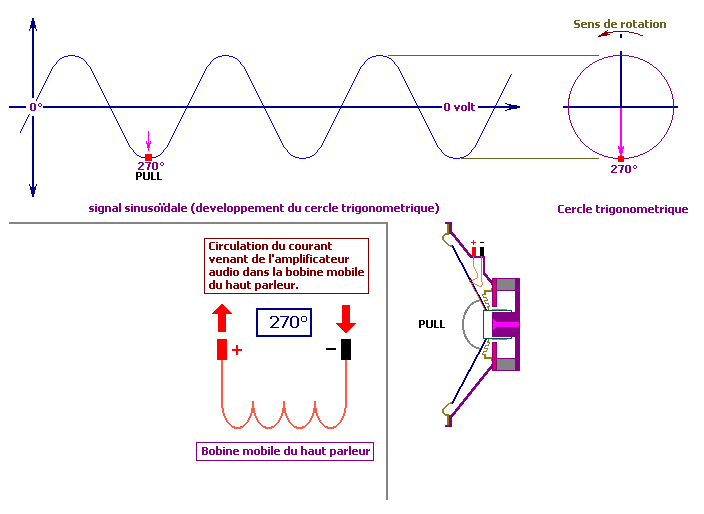 Sens de rotation
0°
0 volt
270°
PULL
270°
signal sinusoïdale (developpement du cercle trigonometrique)
Cercle trigonometrique
Circulation du courant
venant de l'amplificateur
audio dans la bobine mobile
du haut parleur.
270°
+
−
+
−
PULL
Bobine mobile du haut parleur